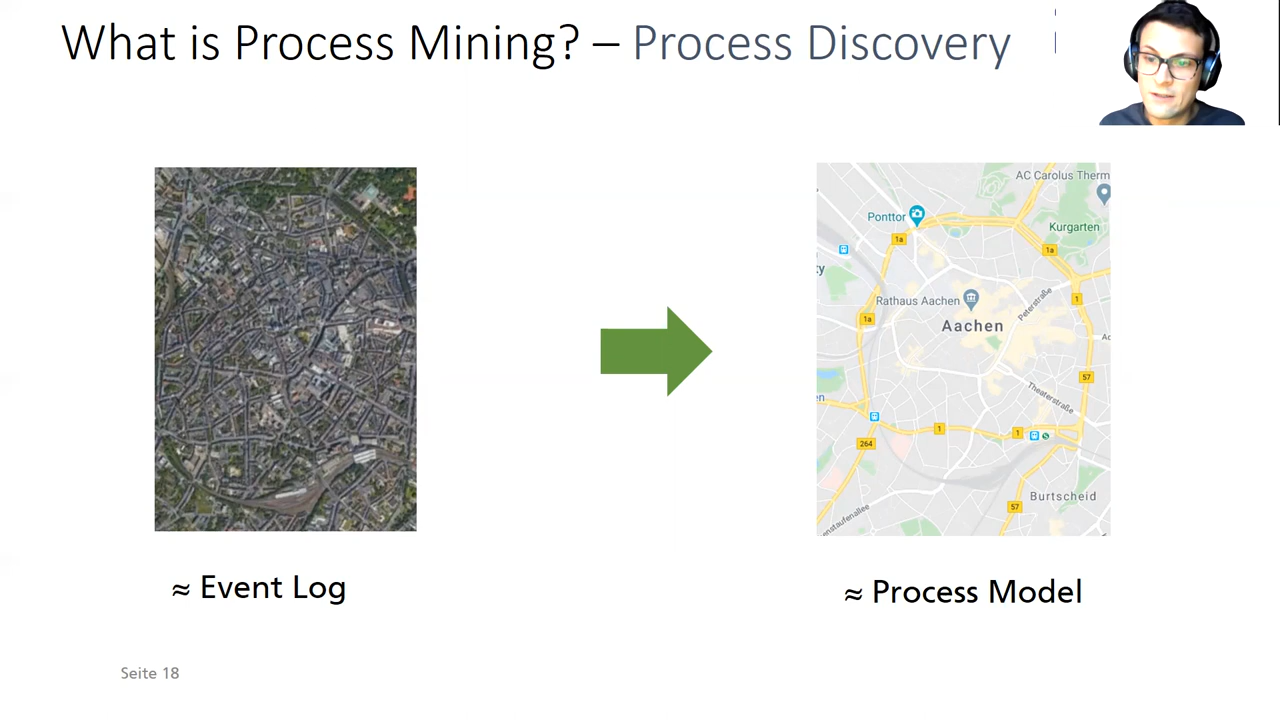 What is Process Mining? – Process Discovery
AC Carolus Therm
Ponttor
Kurgarten
1a
1a
Rathaus Aachen
Peterstraße
1
1a
Aachen
57
Theaterstraße
1
1
264
Burtscheid
57
enstaufenallee
≈ Event Log
≈ Process Model
Seite 18